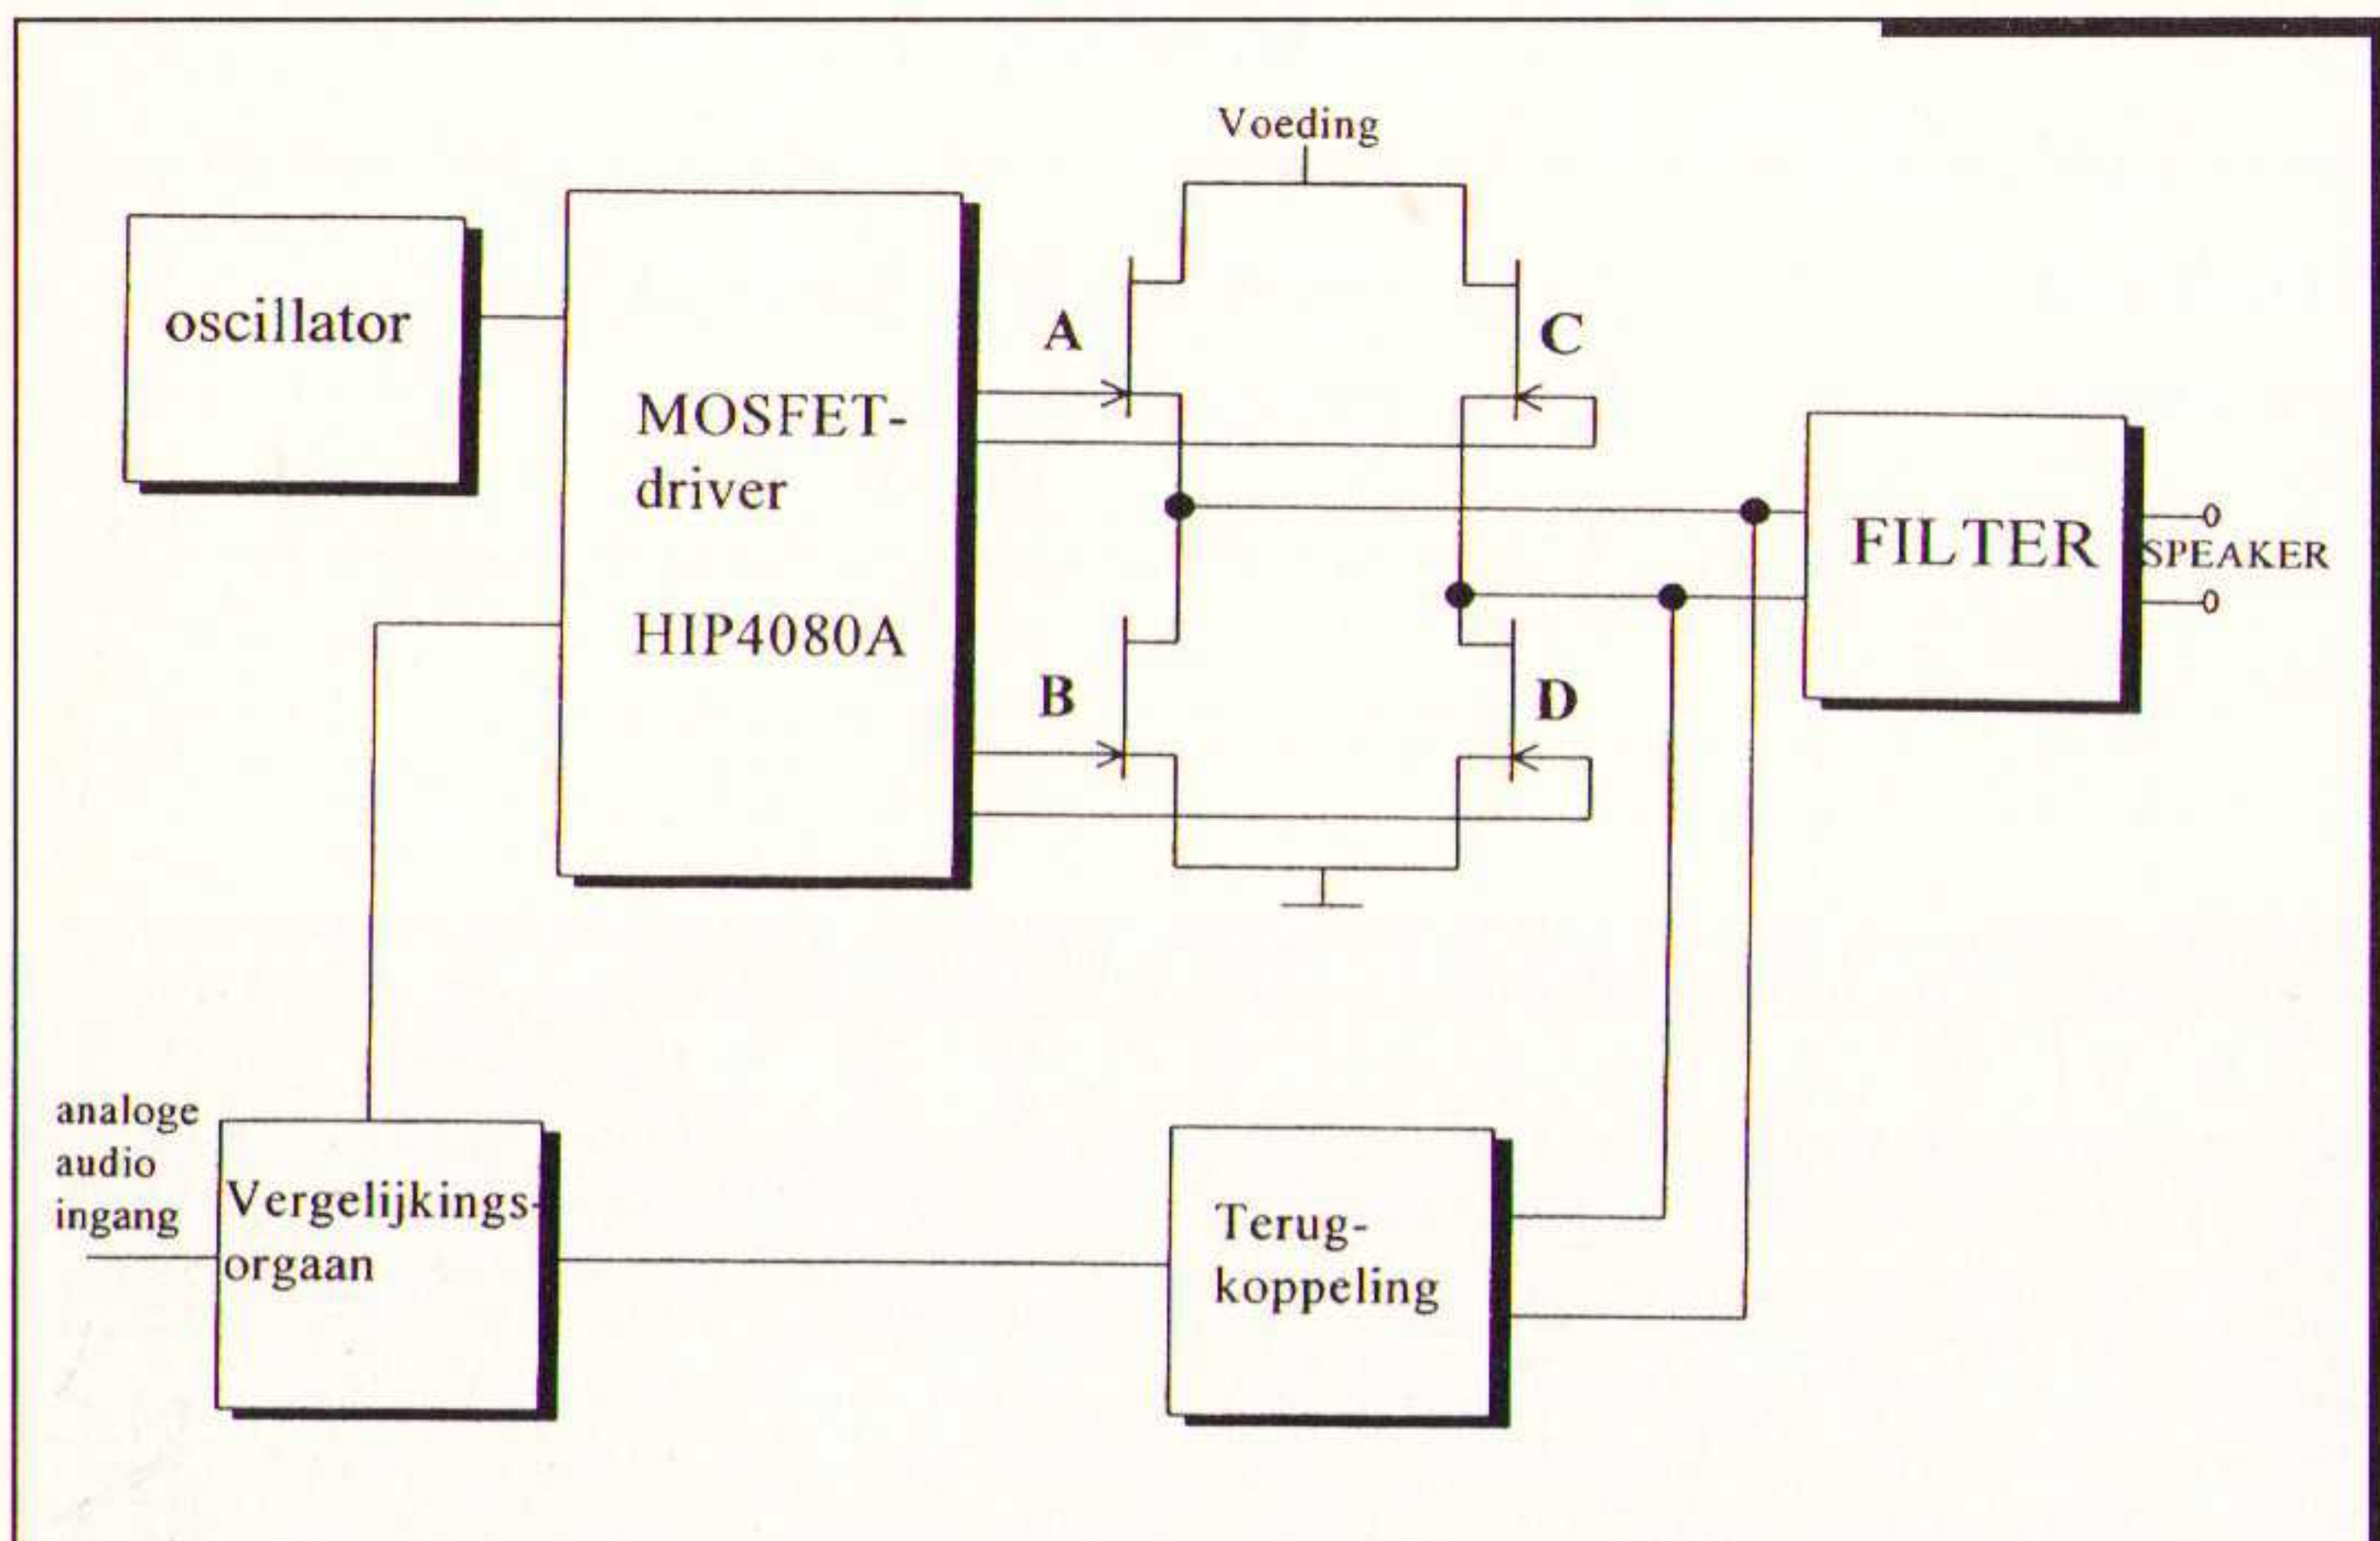 Voeding
oscillator
MOSFET-
driver
HIP4080A
A
C
B
D
FILTER
SPEAKER
analoge
audio
ingang
Vergelijkings-
orgaan
Terug-
koppeling